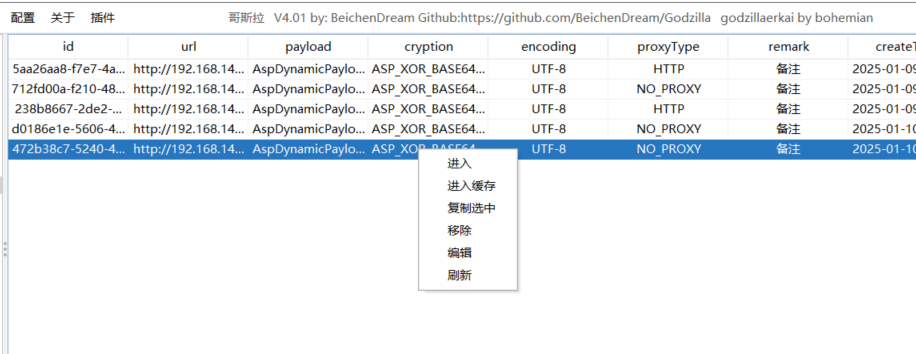 配置 关于 插件 哥斯拉 V4.01 by: BeichenDream Github:https://github.com/BeichenDream/Godzilla godzillaerkai by bohemian
id url payload cryption encoding proxyType remark createT
5aa26aa8-f7e7-4a... http://192.168.14... AspDynamicPaylo... ASP_XOR_BASE64... UTF-8 HTTP 备注 2025-01-09
712fd00a-f210-48... http://192.168.14... AspDynamicPaylo... ASP_XOR_BASE64... UTF-8 NO_PROXY 备注 2025-01-09
238b8667-2de2-... http://192.168.14... AspDynamicPaylo... ASP_XOR_BASE64... UTF-8 HTTP 备注 2025-01-09
d0186e1e-5606-4... http://192.168.14... AspDynamicPaylo... ASP_XOR_BASE64... UTF-8 NO_PROXY 备注 2025-01-10
472b38c7-5240-4... http://192.168.14... AspDynamicPaylo... ASP_XOR_BASE64... UTF-8 NO_PROXY 备注 2025-01-10
进入
进入缓存
复制选中
移除
编辑
刷新